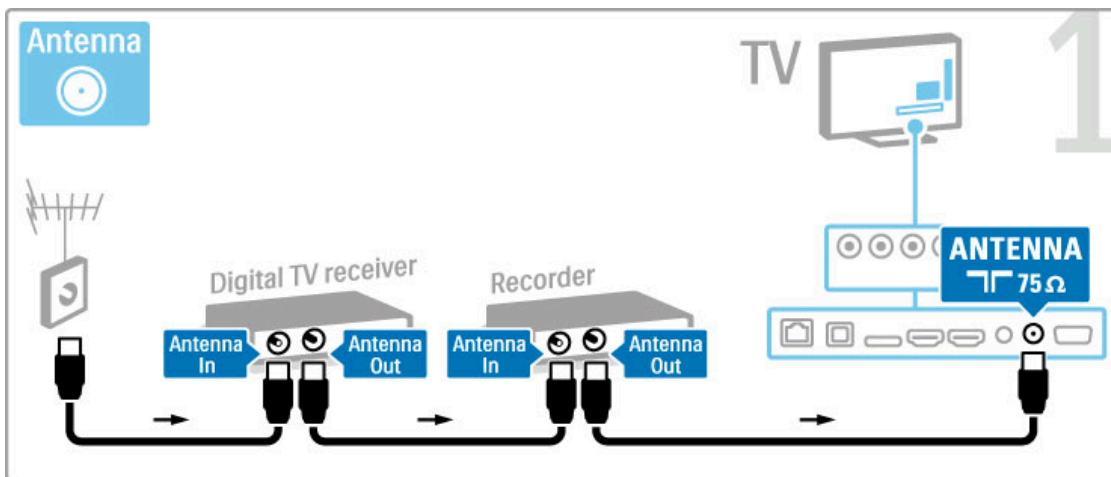 Antenna
TV
1
ANTENNA
75 Ω
Digital TV receiver
Recorder
Antenna
In
Antenna
Out
Antenna
In
Antenna
Out